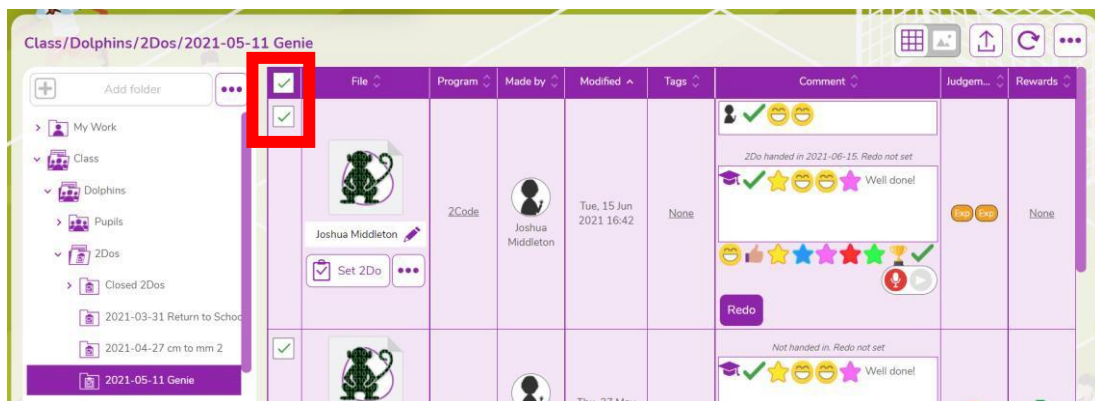 Class/Dolphins/2Dos/2021-05-11 Genie
Add folder
File Program Made by Modified Tags Comment Judgem... Rewards
My Work
Class
Dolphins
Pupils
2Dos
Closed 2Dos
2021-03-31 Return to Schoo
2021-04-27 cm to mm 2
2021-05-11 Genie
Joshua Middleton
Set 2Do
2Code
Joshua
Middleton
Tue, 15 Jun
2021 16:42
None
2Do handed in 2021-06-15. Redo not set
Well done!
Redo
Exp Exp
None
Not handed in. Redo not set
Well done!
Thu, 27 May